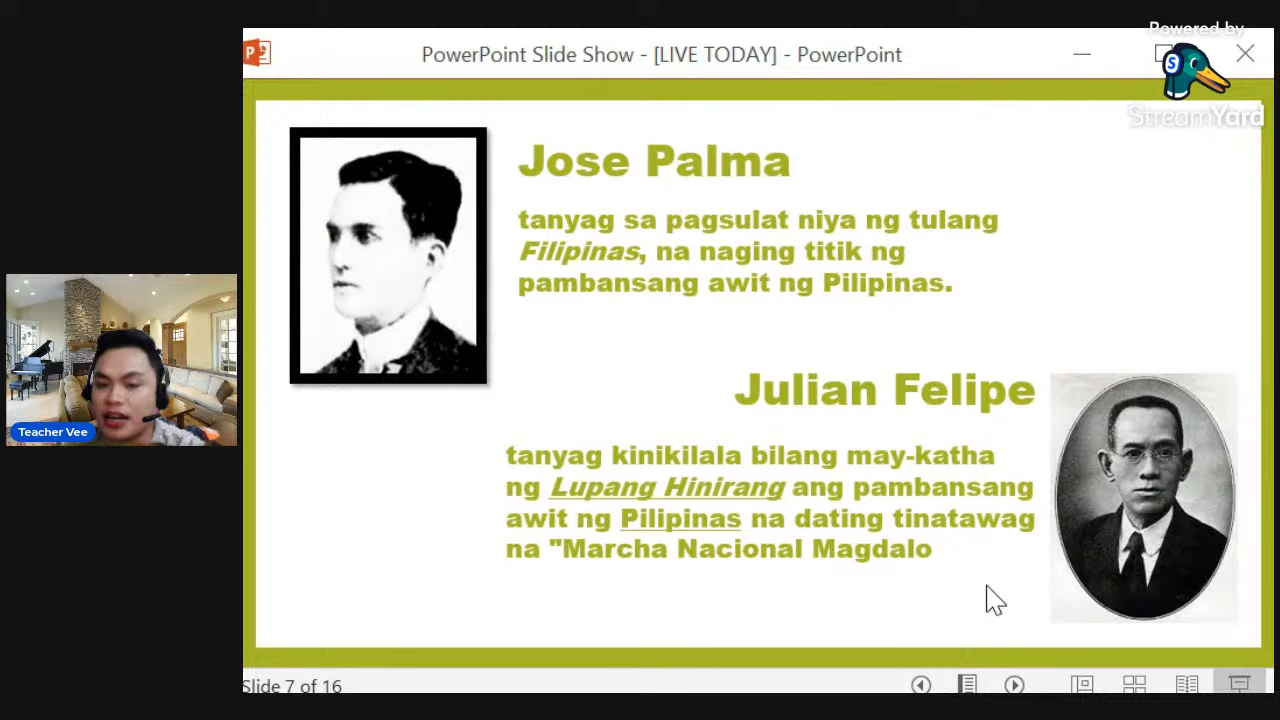 Powered by
PowerPoint Slide Show - [LIVE TODAY] - PowerPoint
StreamYard
Jose Palma
tanyag sa pagsulat niya ng tulang
Filipinas, na naging titik ng
pambansang awit ng Pilipinas.
Julian Felipe
tanyag kinikilala bilang may-katha
ng Lupang Hinirang ang pambansang
awit ng Pilipinas na dating tinatawag
na "Marcha Nacional Magdalo
Teacher Vee
Slide 7 of 16